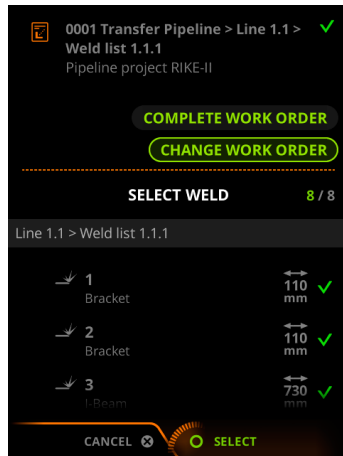 0001 Transfer Pipeline > Line 1.1 >
Weld list 1.1.1
Pipeline project RIKE-II
COMPLETE WORK ORDER
CHANGE WORK ORDER
SELECT WELD 8 / 8
Line 1.1 > Weld list 1.1.1
1 110
Bracket mm
2 110
Bracket mm
3 730
I-Beam mm
CANCEL SELECT